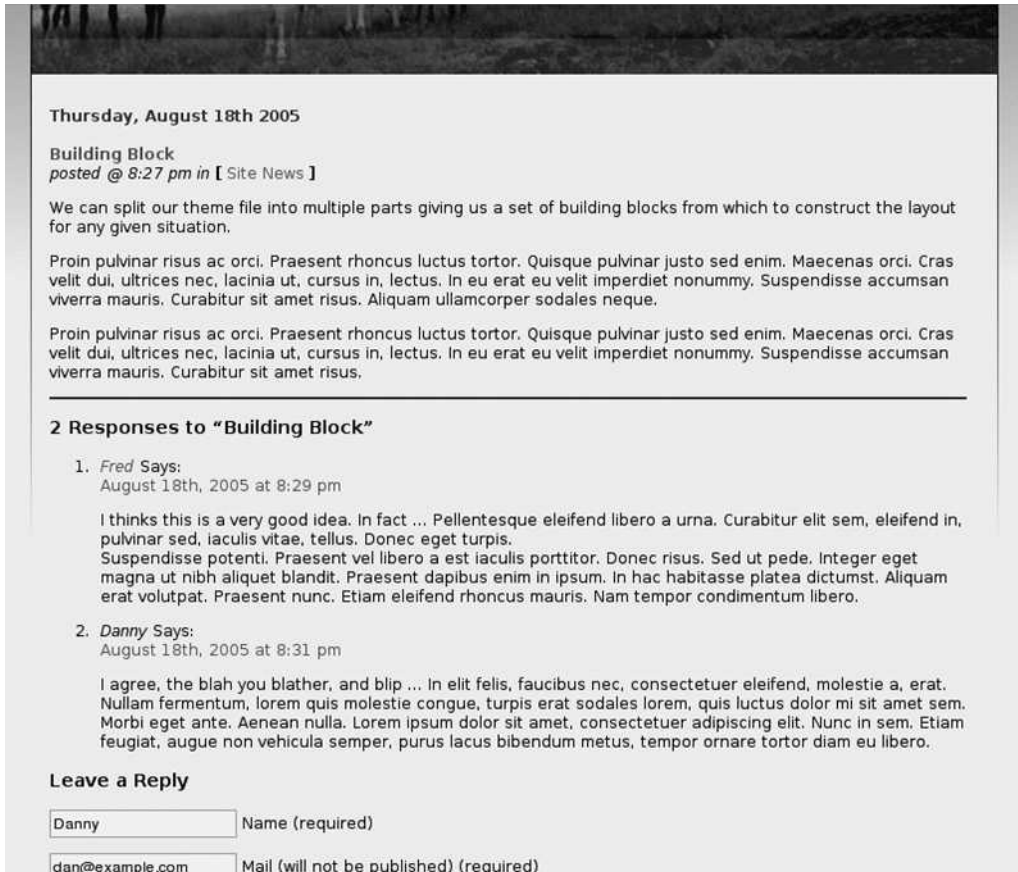 Thursday, August 18th 2005
Building Block
posted @ 8:27 pm in [ Site News ]
We can split our theme file into multiple parts giving us a set of building blocks from which to construct the layout
for any given situation.
Proin pulvinar risus ac orci. Praesent rhoncus luctus tortor. Quisque pulvinar justo sed enim. Maecenas orci. Cras
velit dui, ultrices nec, lacinia ut, cursus in, lectus. In eu erat eu velit imperdiet nonummy. Suspendisse accumsan
viverra mauris. Curabitur sit amet risus. Aliquam ullamcorper sodales neque.
Proin pulvinar risus ac orci. Praesent rhoncus luctus tortor. Quisque pulvinar justo sed enim. Maecenas orci. Cras
velit dui, ultrices nec, lacinia ut, cursus in, lectus. In eu erat eu velit imperdiet nonummy. Suspendisse accumsan
viverra mauris. Curabitur sit amet risus.
2 Responses to “Building Block”
1. Fred Says:
August 18th, 2005 at 8:29 pm
I thinks this is a very good idea. In fact ... Pellentesque eleifend libero a urna. Curabitur elit sem, eleifend in,
pulvinar sed, iaculis vitae, tellus. Donec eget turpis.
Suspendisse potenti. Praesent vel libero a est iaculis porttitor. Donec risus. Sed ut pede. Integer eget
magna ut nibh aliquet blandit. Praesent dapibus enim in ipsum. In hac habitasse platea dictumst. Aliquam
erat volutpat. Praesent nunc. Etiam eleifend rhoncus mauris. Nam tempor condimentum libero.
2. Danny Says:
August 18th, 2005 at 8:31 pm
I agree, the blah you blather, and blip ... In elit felis, faucibus nec, consectetuer eleifend, molestie a, erat.
Nullam fermentum, lorem quis molestie congue, turpis erat sodales lorem, quis luctus dolor mi sit amet sem.
Morbi eget ante. Aenean nulla. Lorem ipsum dolor sit amet, consectetuer adipiscing elit. Nunc in sem. Etiam
feugiat, augue non vehicula semper, purus lacus bibendum metus, tempor ornare tortor diam eu libero.
Leave a Reply
Danny Name (required)
dan@example.com Mail (will not be published) (required)